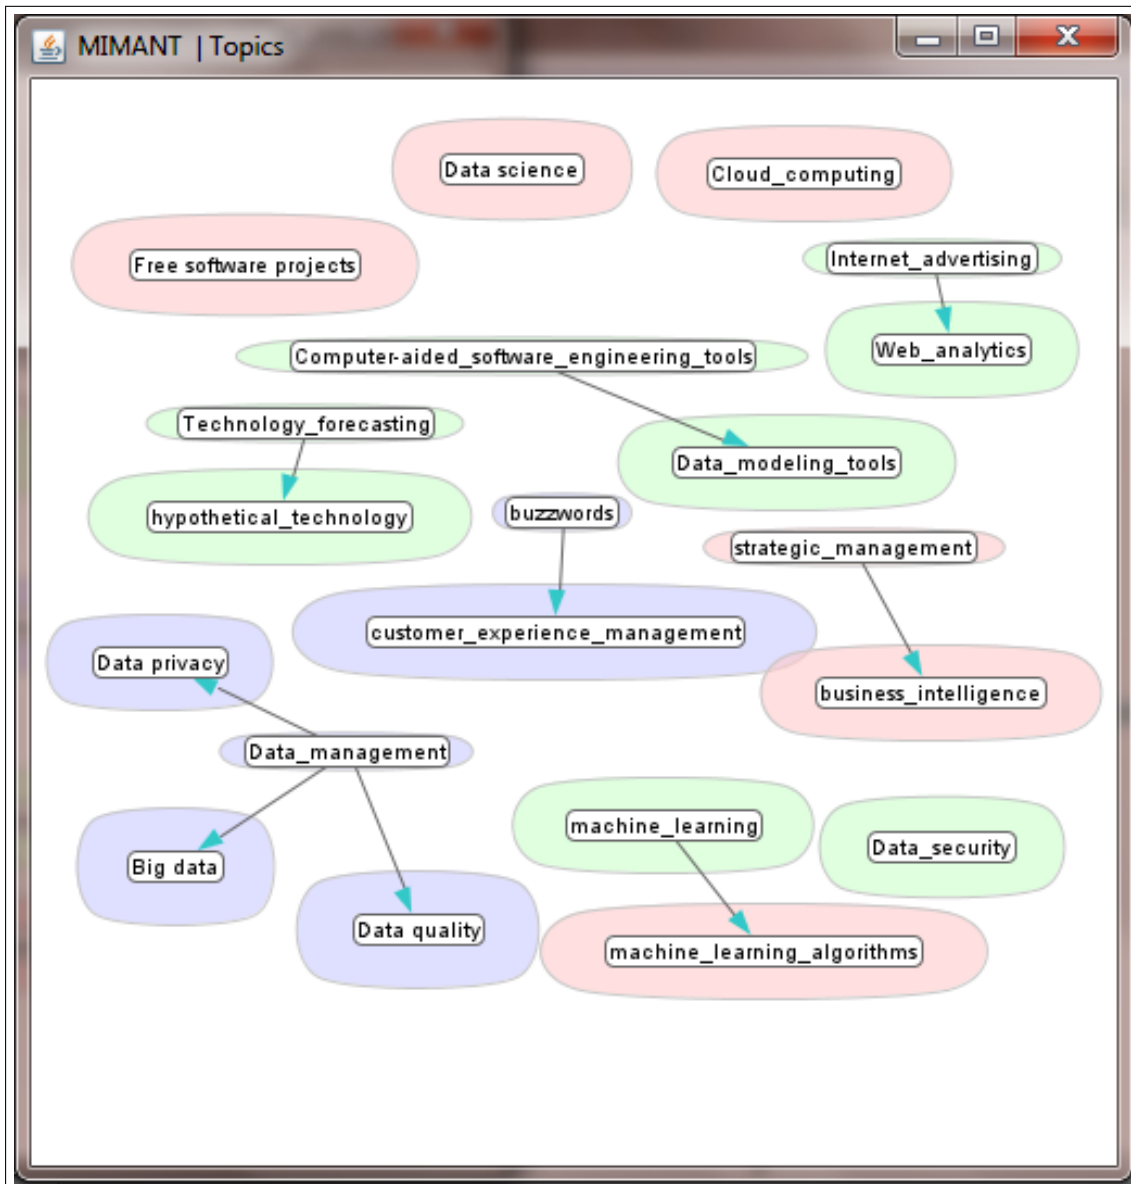 MIMANT | Topics
Data science
Cloud_computing
Free software projects
Internet_advertising
Computer-aided_software_engineering_tools
Web_analytics
Technology_forecasting
Data_modeling_tools
hypothetical_technology
buzzwords
strategic_management
customer_experience_management
Data privacy
business_intelligence
Data_management
machine_learning
Data_security
Big data
Data quality
machine_learning_algorithms